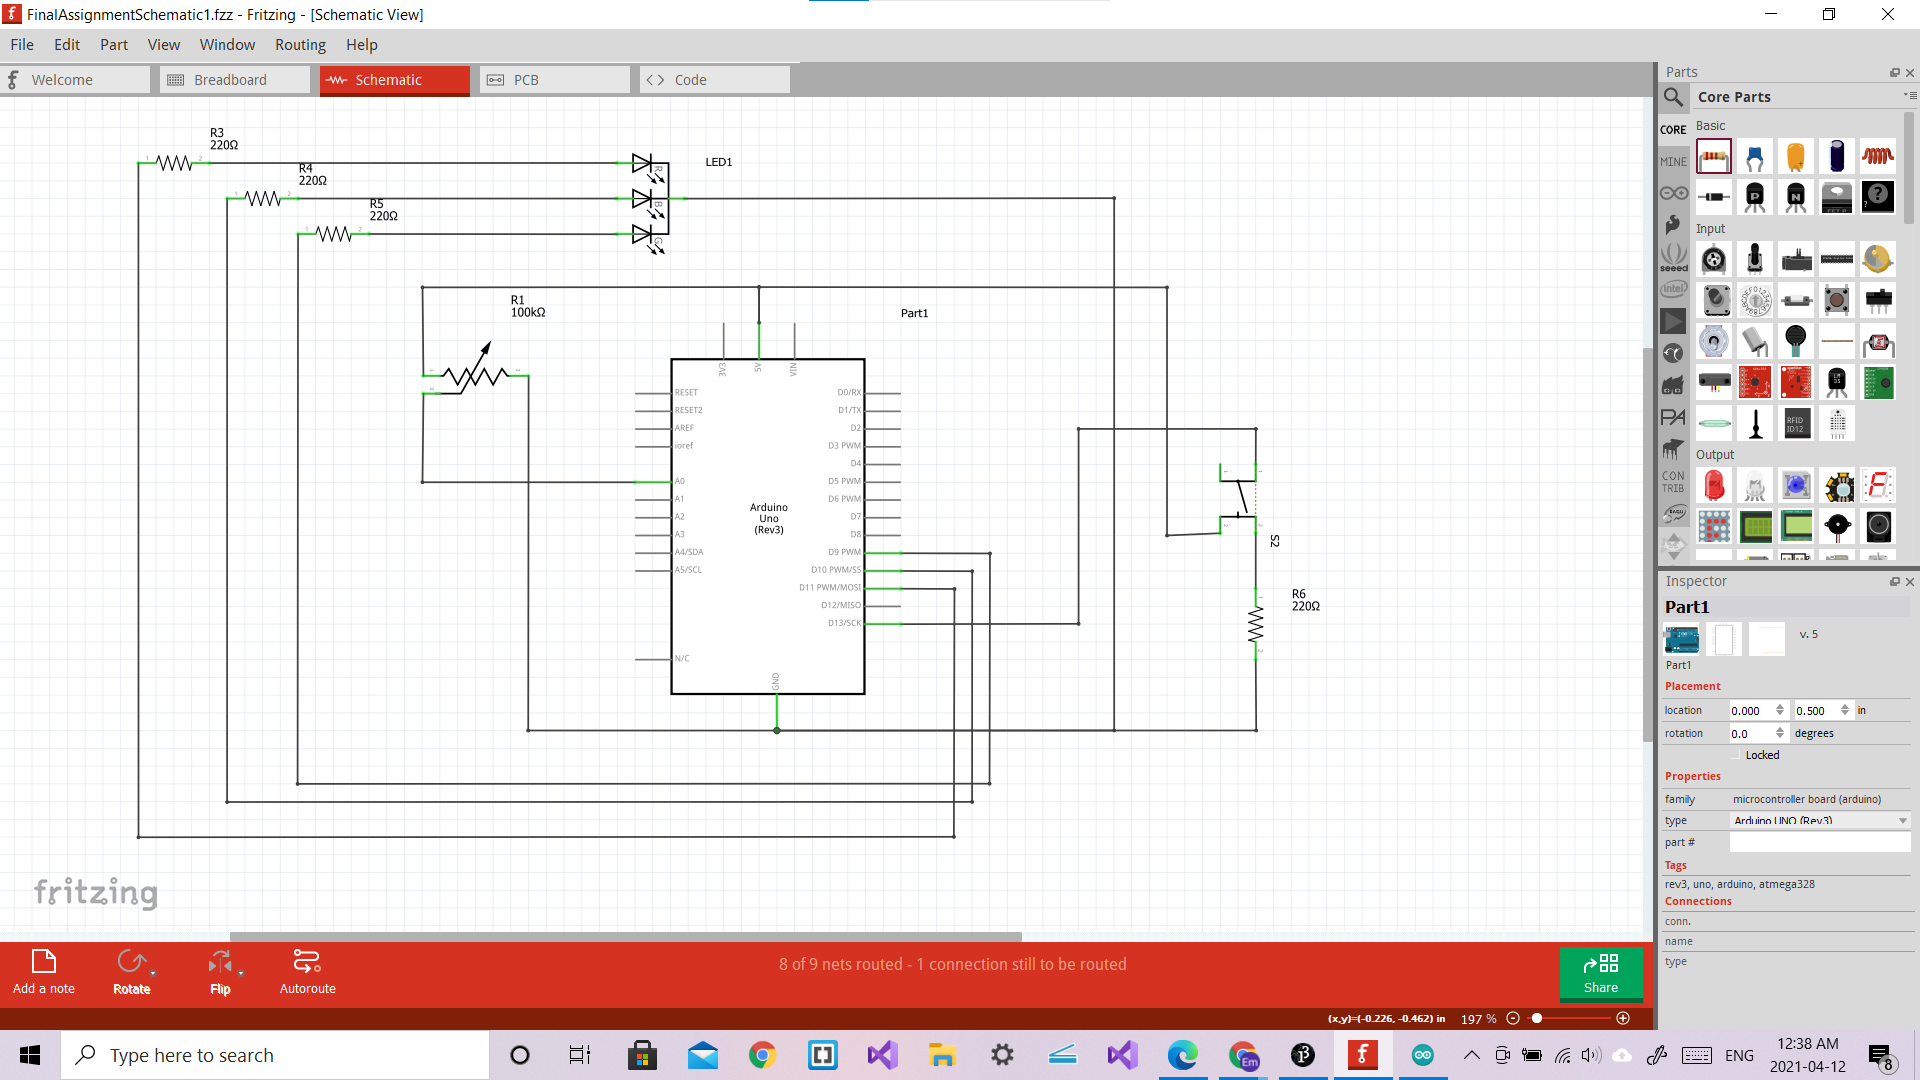 FinalAssignmentSchematic1.fzz - Fritzing - [Schematic View]
File Edit Part View Window Routing Help
Welcome Breadboard Schematic PCB Code
R3
220Ω
R4
220Ω
R5
220Ω
LED1
R
B
G
R1
100kΩ
Part1
3V3 5V VIN
RESET
RESET2
AREF
ioref
A0
A1
A2
A3
A4/SDA
A5/SCL
N/C
Arduino
Uno
(Rev3)
D0/RX
D1/TX
D2
D3 PWM
D4
D5 PWM
D6 PWM
D7
D8
D9 PWM
D10 PWM/SS
D11 PWM/MOSI
D12/MISO
D13/SCK
GND
S2
R6
220Ω
fritzing
Add a note
Rotate
Flip
Autoroute
8 of 9 nets routed - 1 connection still to be routed
Share
(x,y)=(-0.226, -0.462) in 197 %
Parts
Core Parts
CORE
MINE
seeed
intel
PA
CON
TRIB
Basic
Input
RFID
ID12
Output
Inspector
Part1
v. 5
Part1
Placement
location 0.000 0.500 in
rotation 0.0 degrees
Locked
Properties
family microcontroller board (arduino)
type Arduino UNO (Rev3)
part #
Tags
rev3, uno, arduino, atmega328
Connections
conn.
name
type
Type here to search
ENG
12:38 AM
2021-04-12
8